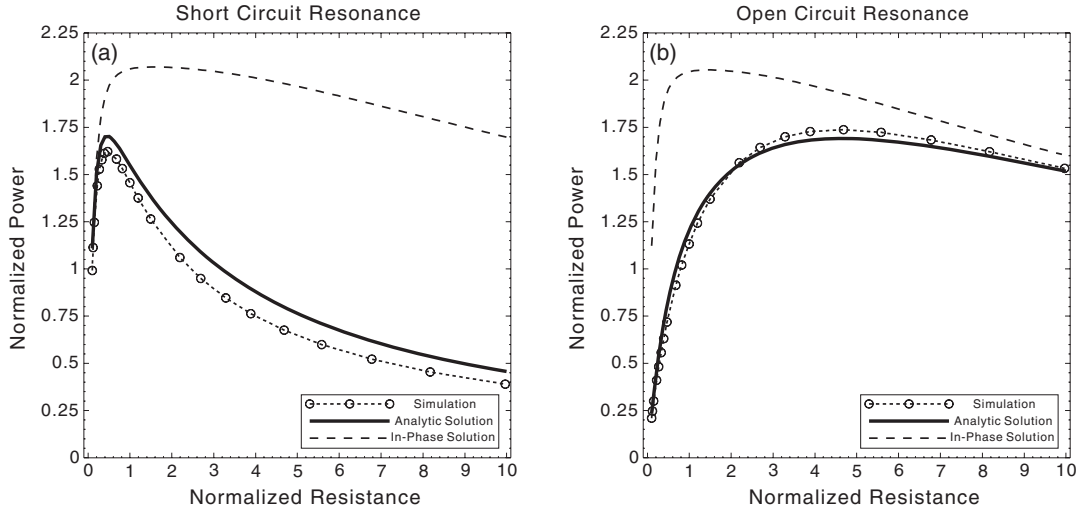 Short Circuit Resonance
(a)
Normalized Power
2.25
2
1.75
1.5
1.25
1
0.75
0.5
0.25
0
0 1 2 3 4 5 6 7 8 9 10
Normalized Resistance
Simulation
Analytic Solution
In-Phase Solution
Open Circuit Resonance
(b)
Normalized Power
2.25
2
1.75
1.5
1.25
1
0.75
0.5
0.25
0
0 1 2 3 4 5 6 7 8 9 10
Normalized Resistance
Simulation
Analytic Solution
In-Phase Solution